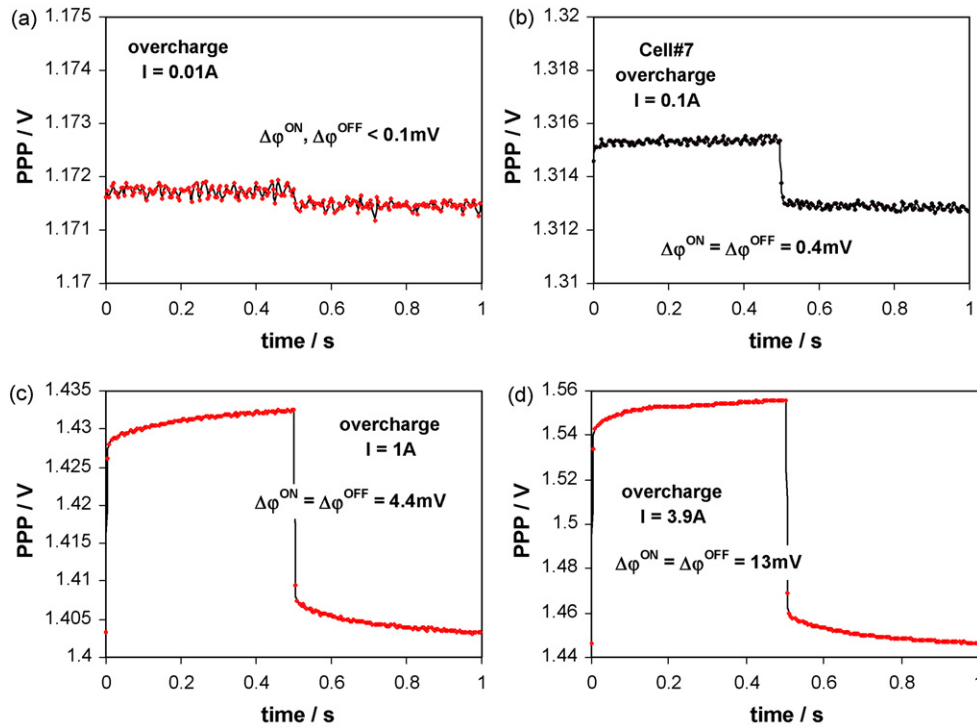 (a)
1.175
1.174
1.173
1.172
1.171
1.17
PPP / V
overcharge
I = 0.01A
Δφ^ON, Δφ^OFF < 0.1mV
0 0.2 0.4 0.6 0.8 1
time / s
(b)
1.32
1.318
1.316
1.314
1.312
1.31
PPP / V
Cell#7
overcharge
I = 0.1A
Δφ^ON = Δφ^OFF = 0.4mV
0 0.2 0.4 0.6 0.8 1
time / s
(c)
1.435
1.43
1.425
1.42
1.415
1.41
1.405
1.4
PPP / V
overcharge
I = 1A
Δφ^ON = Δφ^OFF = 4.4mV
0 0.2 0.4 0.6 0.8 1
time / s
(d)
1.56
1.54
1.52
1.5
1.48
1.46
1.44
PPP / V
overcharge
I = 3.9A
Δφ^ON = Δφ^OFF = 13mV
0 0.2 0.4 0.6 0.8 1
time / s